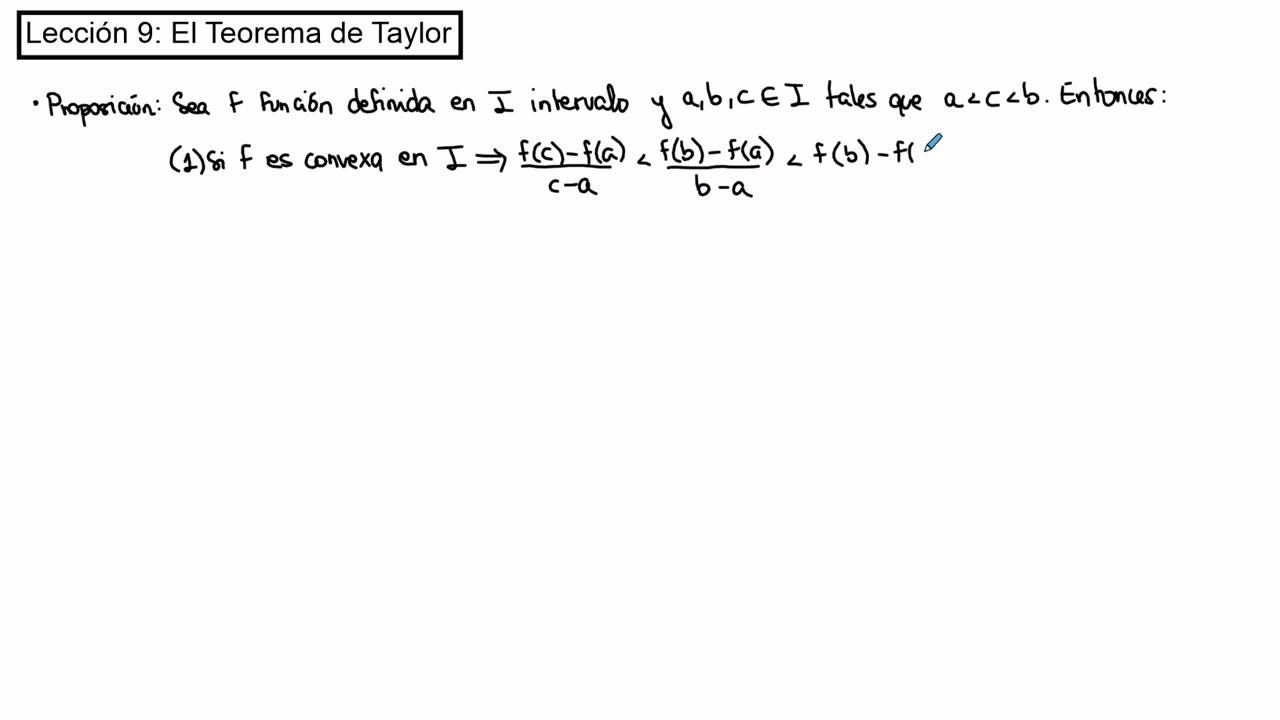 Lección 9: El Teorema de Taylor
• Proposición: Sea f función definida en I intervalo y a, b, c ∈ I tales que a < c < b. Entonces:
(1) Si f es convexa en I ⇒ f(c)-f(a)/c-a < f(b)-f(a)/b-a < f(b)-f(